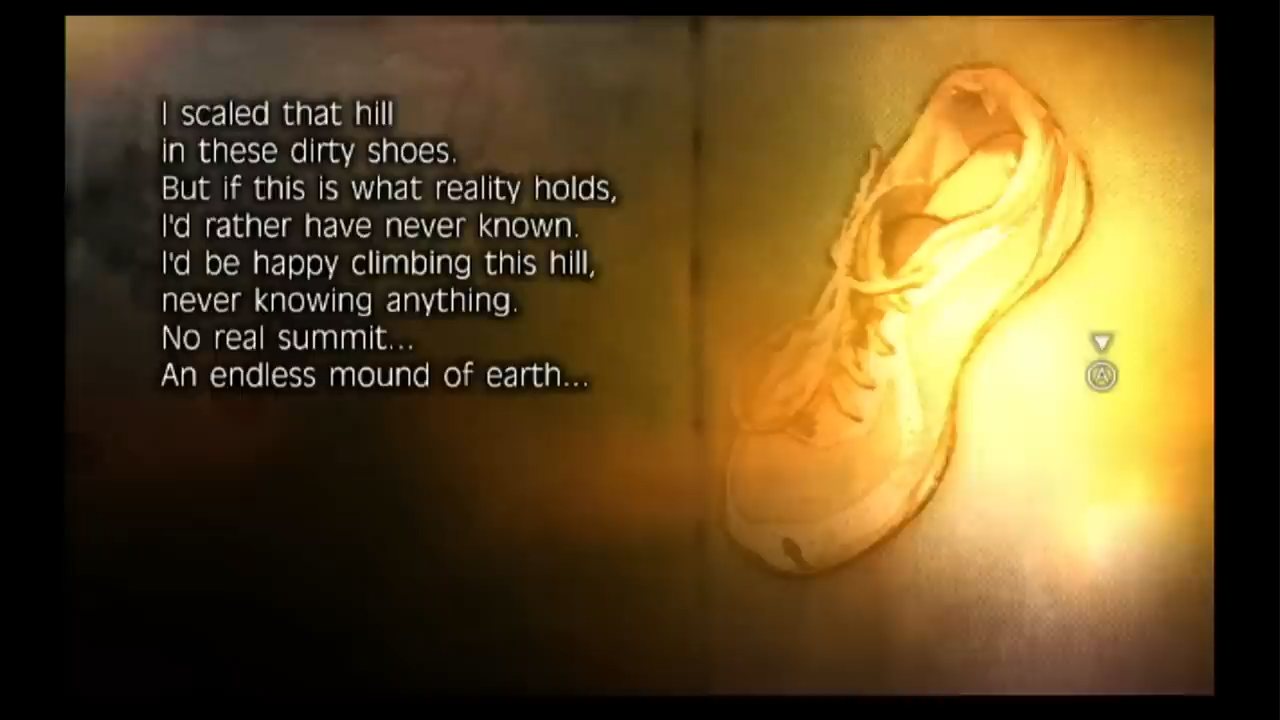 I scaled that hill
in these dirty shoes.
But if this is what reality holds,
I'd rather have never known.
I'd be happy climbing this hill,
never knowing anything.
No real summit...
An endless mound of earth...
A